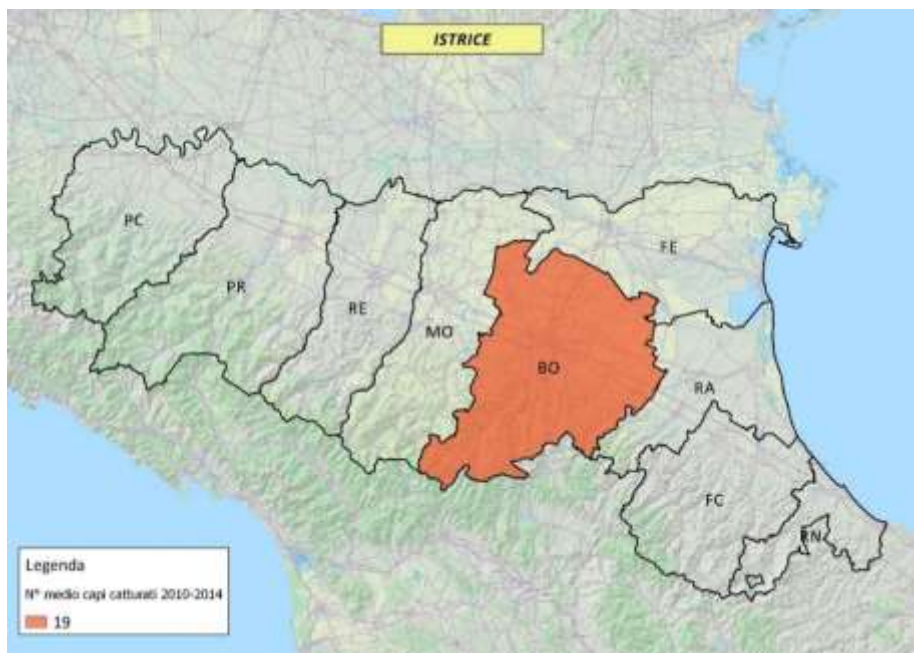 ISTRICE
PC
PR
RE
MO
FE
BO
RA
FC
RN
Legenda
N° medio capi catturati 2010-2014
19